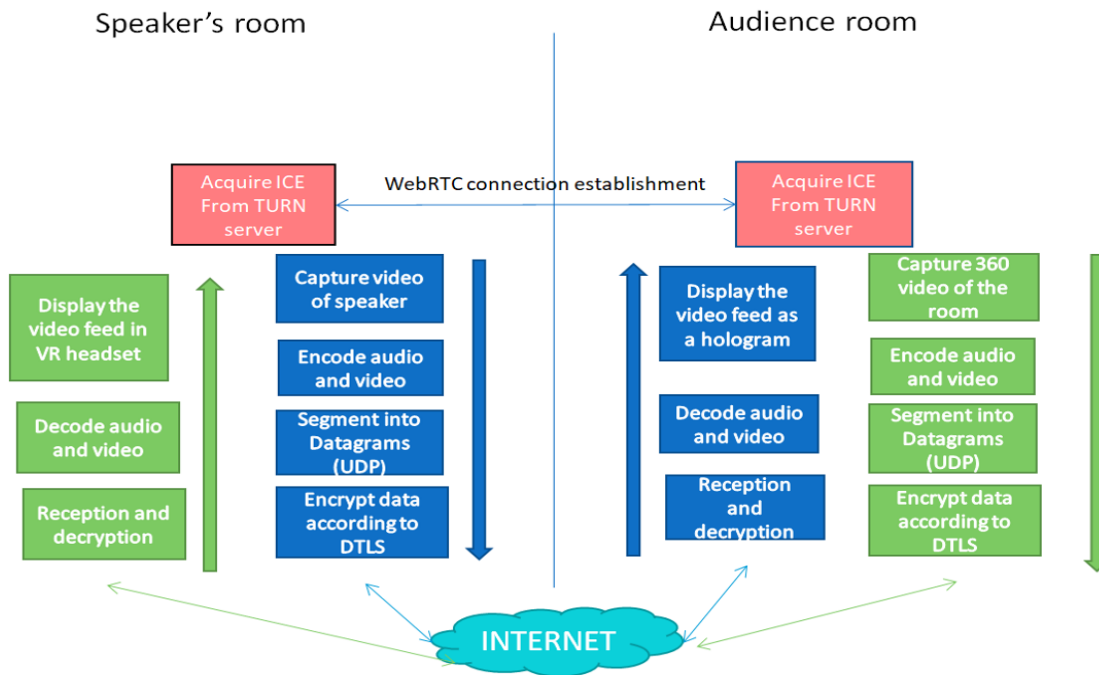 Speaker's room
Audience room
Acquire ICE
From TURN
server
WebRTC connection establishment
Acquire ICE
From TURN
server
Display the
video feed in
VR headset
Decode audio
and video
Reception and
decryption
Capture video
of speaker
Encode audio
and video
Segment into
Datagrams
(UDP)
Encrypt data
according to
DTLS
Display the
video feed as
a hologram
Decode audio
and video
Reception
and
decryption
Capture 360
video of the
room
Encode audio
and video
Segment into
Datagrams
(UDP)
Encrypt data
according to
DTLS
INTERNET